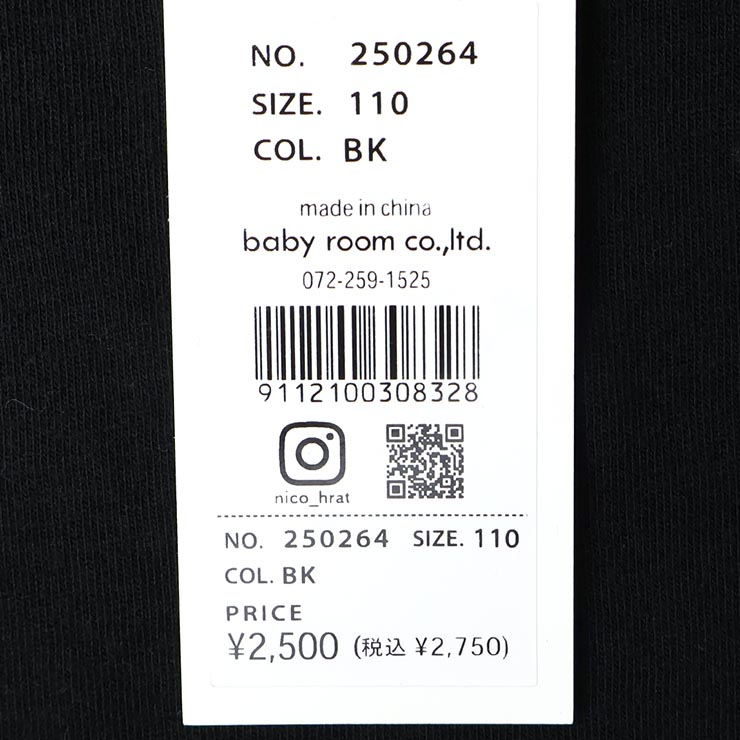 NO. 250264
SIZE. 110
COL. BK
made in china
baby room co.,ltd.
072-259-1525
9112100308328
nico_hrat
NO. 250264 SIZE. 110
COL. BK
PRICE
¥2,500 (税込 ¥2,750)